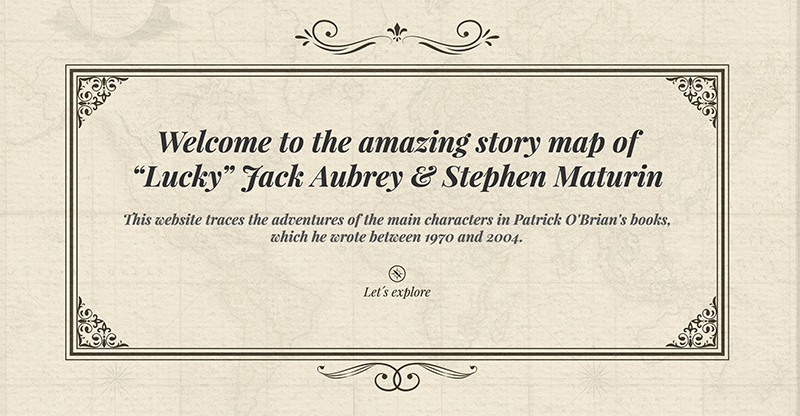 Welcome to the amazing story map of
“Lucky” Jack Aubrey & Stephen Maturin
This website traces the adventures of the main characters in Patrick O'Brian's books,
which he wrote between 1970 and 2004.
Let´s explore